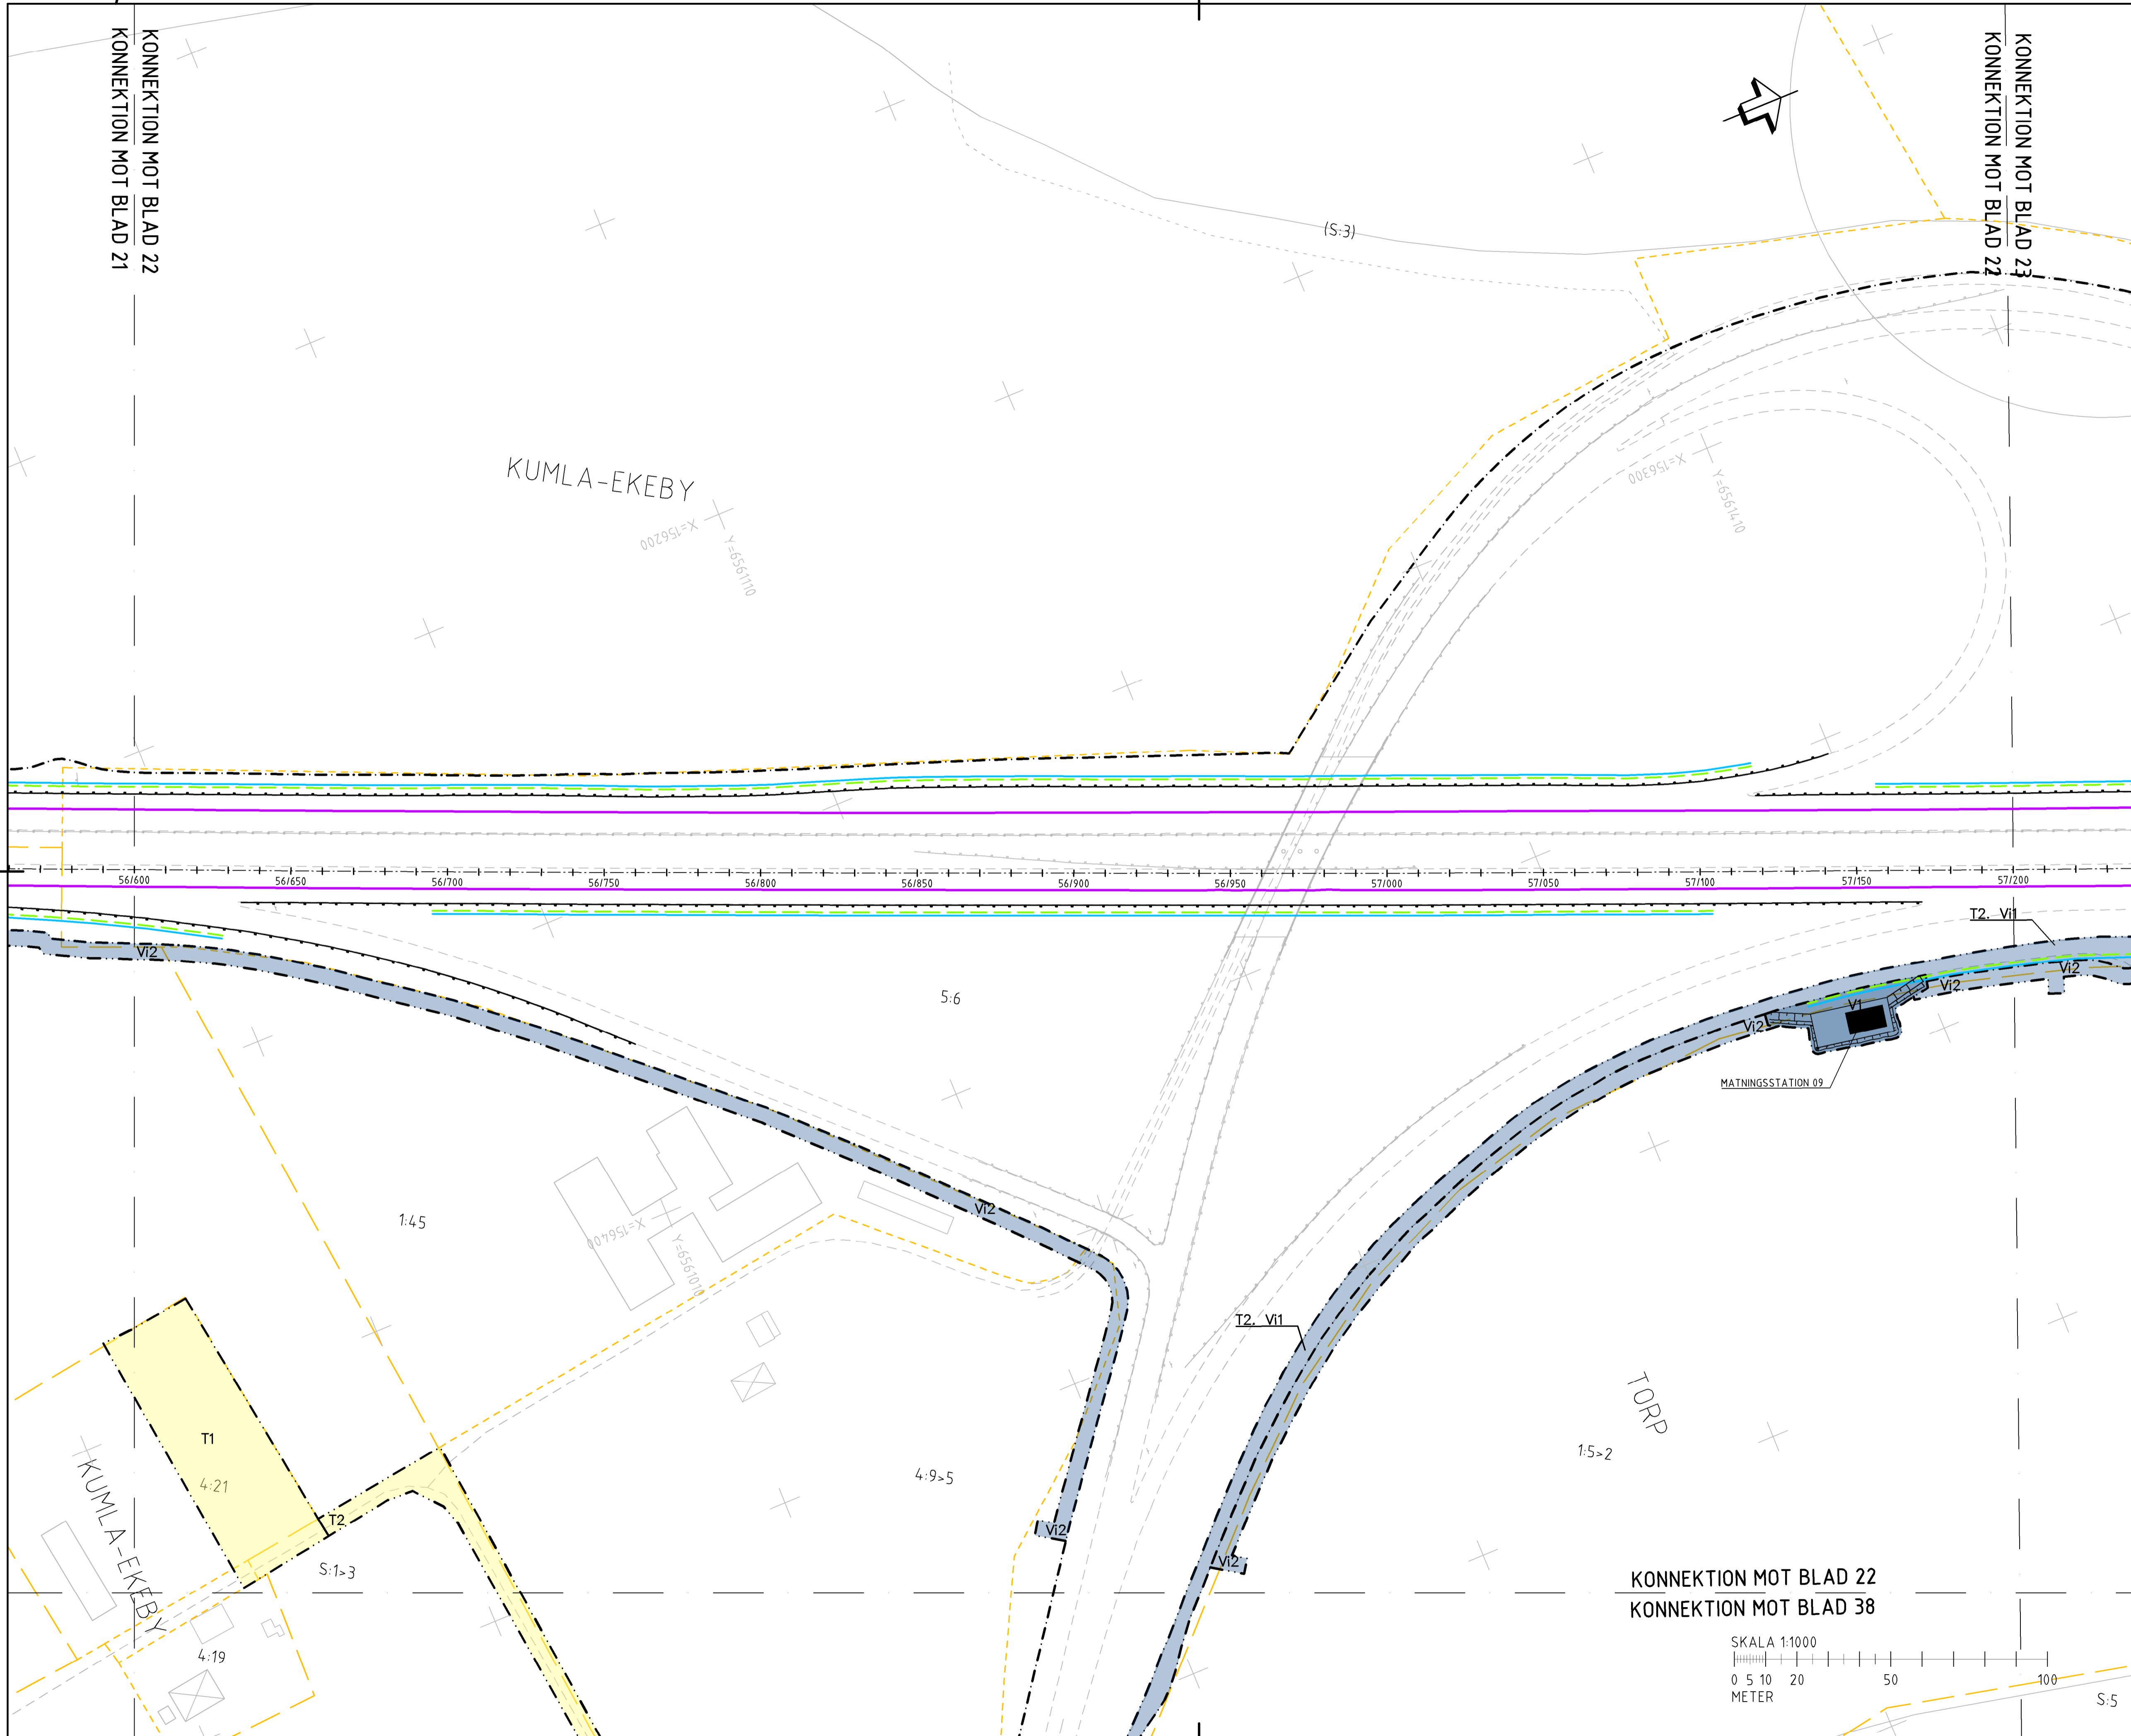 KONNEKTION MOT BLAD 22
KONNEKTION MOT BLAD 21
KONNEKTION MOT BLAD 23
KONNEKTION MOT BLAD 22
(S:3)
KUMLA-EKEBY
X=156200
Y=6561110
X=156300
Y=6561410
56/600
56/650
56/700
56/750
56/800
56/850
56/900
56/950
57/000
57/050
57/100
57/150
57/200
T2. Vi1
Vi2
Vi2
Vi2
5:6
V1
Vi2
MATNINGSSTATION 09
1:45
Vi2
X=156400
Y=6561010
T2. Vi1
TORP
T1
4:21
1:5>2
4:9>5
KUMLA-EKEBY
T2
Vi2
Vi2
S:1>3
KONNEKTION MOT BLAD 22
KONNEKTION MOT BLAD 38
4:19
SKALA 1:1000
0 5 10 20 50 100
METER
S:5